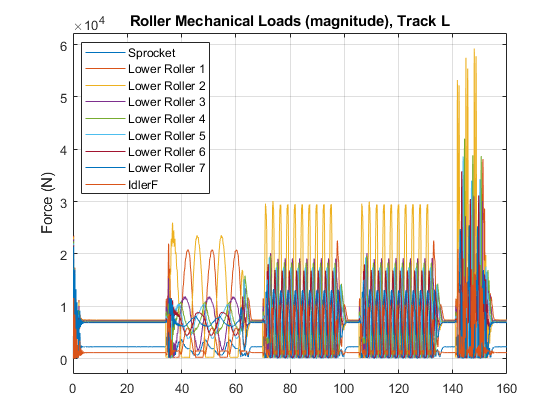 Roller Mechanical Loads (magnitude), Track L
×10⁴
Force (N)
6
5
4
3
2
1
0
0 20 40 60 80 100 120 140 160
Sprocket
Lower Roller 1
Lower Roller 2
Lower Roller 3
Lower Roller 4
Lower Roller 5
Lower Roller 6
Lower Roller 7
IdlerF